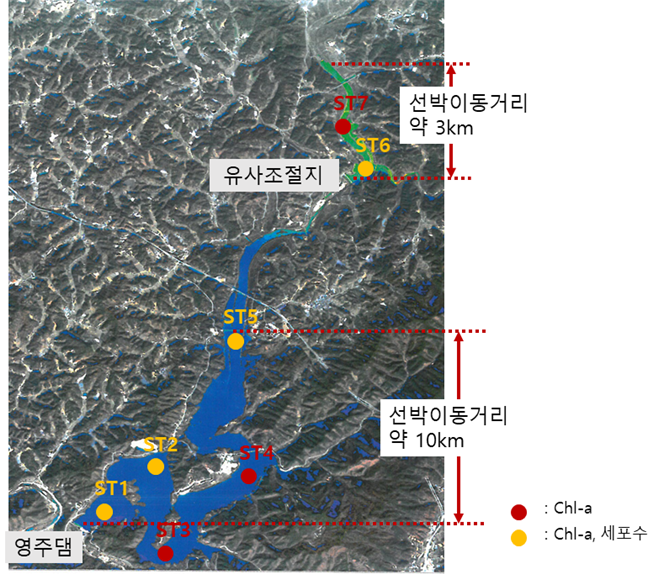 ST7
선박이동거리
약 3km
ST6
유사조절지
ST5
선박이동거리
약 10km
ST2
ST4
ST1
: Chl-a
ST3
: Chl-a, 세포수
영주댐